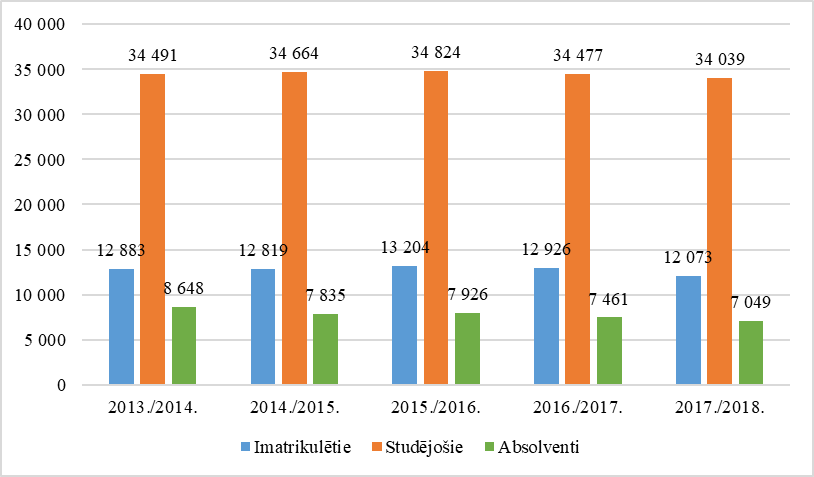 40 000
35 000
30 000
25 000
20 000
15 000
10 000
5 000
0
34 491 34 664 34 824 34 477 34 039
12 883 12 819 13 204 12 926 12 073
8 648 7 835 7 926 7 461 7 049
2013./2014. 2014./2015. 2015./2016. 2016./2017. 2017./2018.
Imatrikulētie Studējošie Absolventi